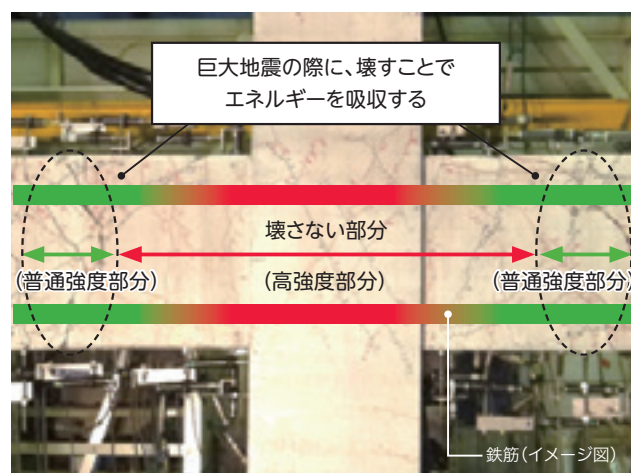 巨大地震の際に、壊すことで
エネルギーを吸収する
壊さない部分
(普通強度部分)
(高強度部分)
(普通強度部分)
鉄筋(イメージ図)